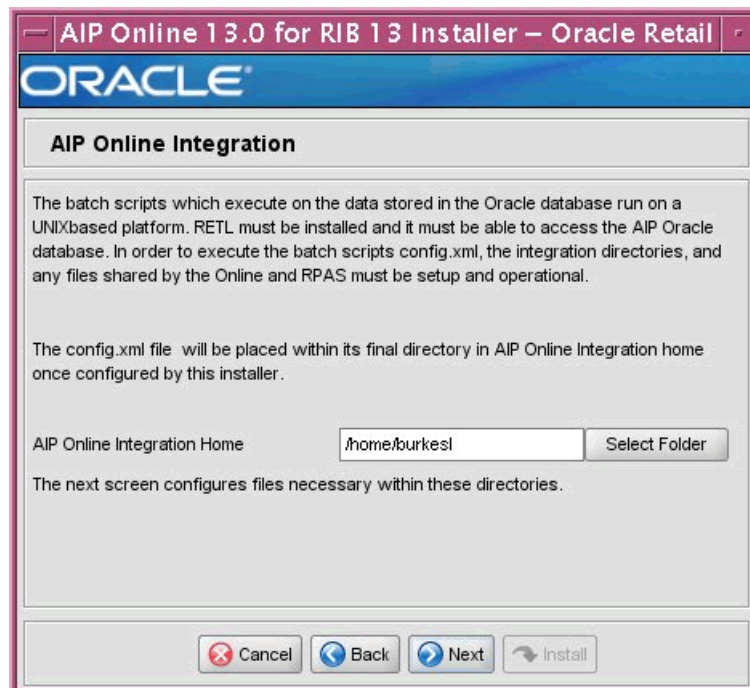 AIP Online 13.0 for RIB 13 Installer – Oracle Retail
ORACLE®
AIP Online Integration
The batch scripts which execute on the data stored in the Oracle database run on a
UNIXbased platform. RETL must be installed and it must be able to access the AIP Oracle
database. In order to execute the batch scripts config.xml, the integration directories, and
any files shared by the Online and RPAS must be setup and operational.
The config.xml file will be placed within its final directory in AIP Online Integration home
once configured by this installer.
AIP Online Integration Home /home/burkesl Select Folder
The next screen configures files necessary within these directories.
Cancel Back Next Install